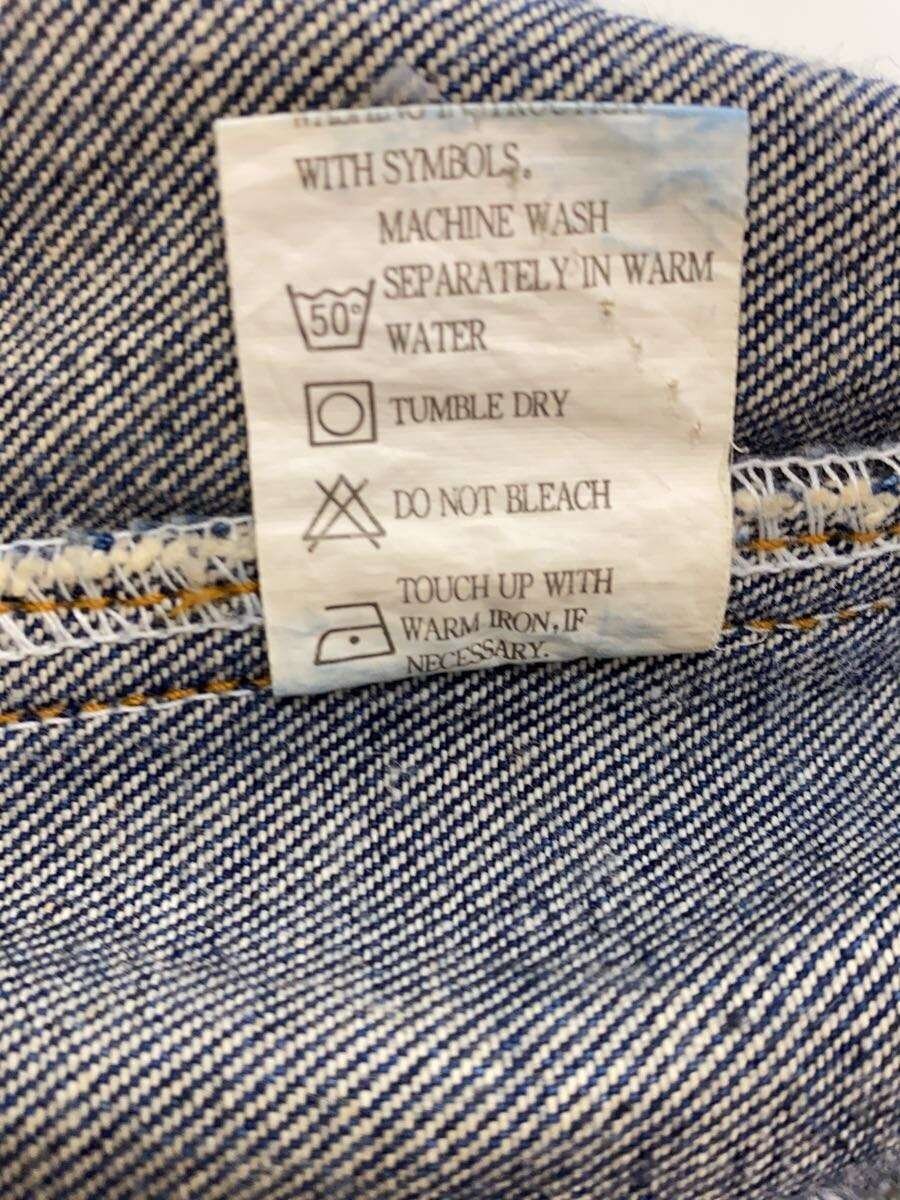 WITH SYMBOLS.
MACHINE WASH
SEPARATELY IN WARM
50°
WATER
TUMBLE DRY
DO NOT BLEACH
TOUCH UP WITH
WARM IRON, IF
NECESSARY.